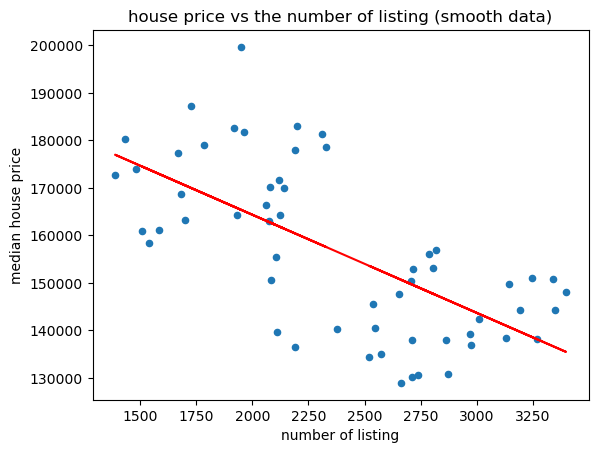 house price vs the number of listing (smooth data)
200000
190000
180000
170000
160000
150000
140000
130000
median house price
1500 1750 2000 2250 2500 2750 3000 3250
number of listing